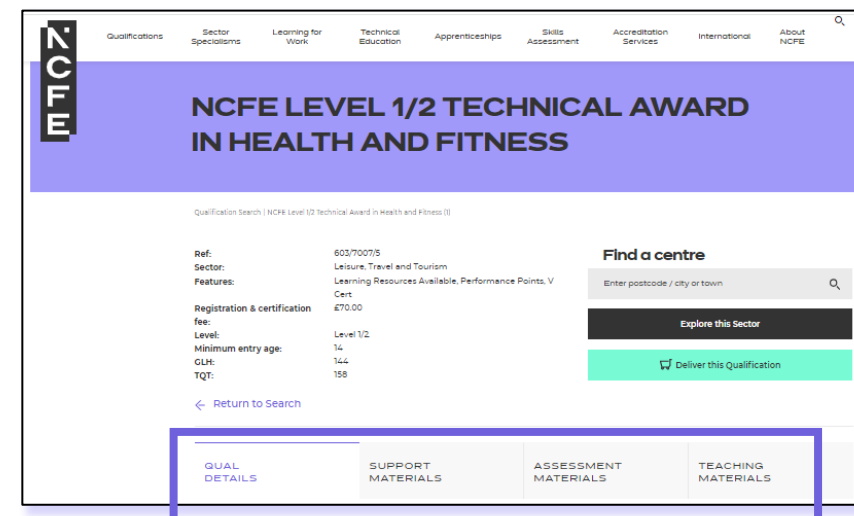 NCFE
Qualifications
Sector Specialisms
Learning for Work
Technical Education
Apprenticeships
Skills Assessment
Accreditation Services
International
About NCFE
NCFE LEVEL 1/2 TECHNICAL AWARD
IN HEALTH AND FITNESS
Qualification Search | NCFE Level 1/2 Technical Award in Health and Fitness (1)
Ref: 603/7007/5
Sector: Leisure, Travel and Tourism
Features: Learning Resources Available, Performance Points, V
Cert
Registration & certification £70.00
fee:
Level: Level 1/2
Minimum entry age: 14
GLH: 144
TQT: 158
Return to Search
Find a centre
Enter postcode / city or town
Explore this Sector
Deliver this Qualification
QUAL
DETAILS
SUPPORT
MATERIALS
ASSESSMENT
MATERIALS
TEACHING
MATERIALS